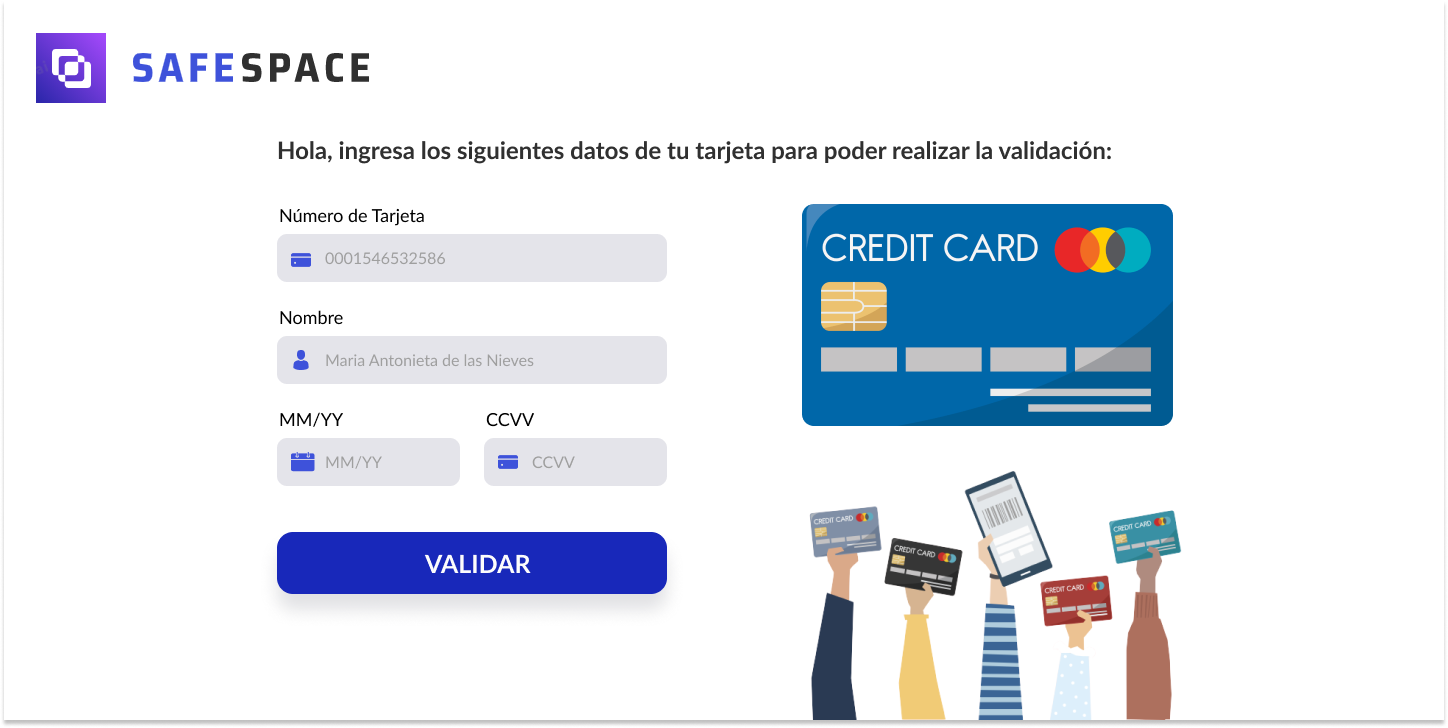 SAFESPACE
Hola, ingresa los siguientes datos de tu tarjeta para poder realizar la validación:
Número de Tarjeta
0001546532586
Nombre
Maria Antonieta de las Nieves
MM/YY
CCVV
MM/YY
CCVV
VALIDAR
CREDIT CARD
CREDIT CARD
CREDIT CARD
CREDIT CARD
CREDIT CARD